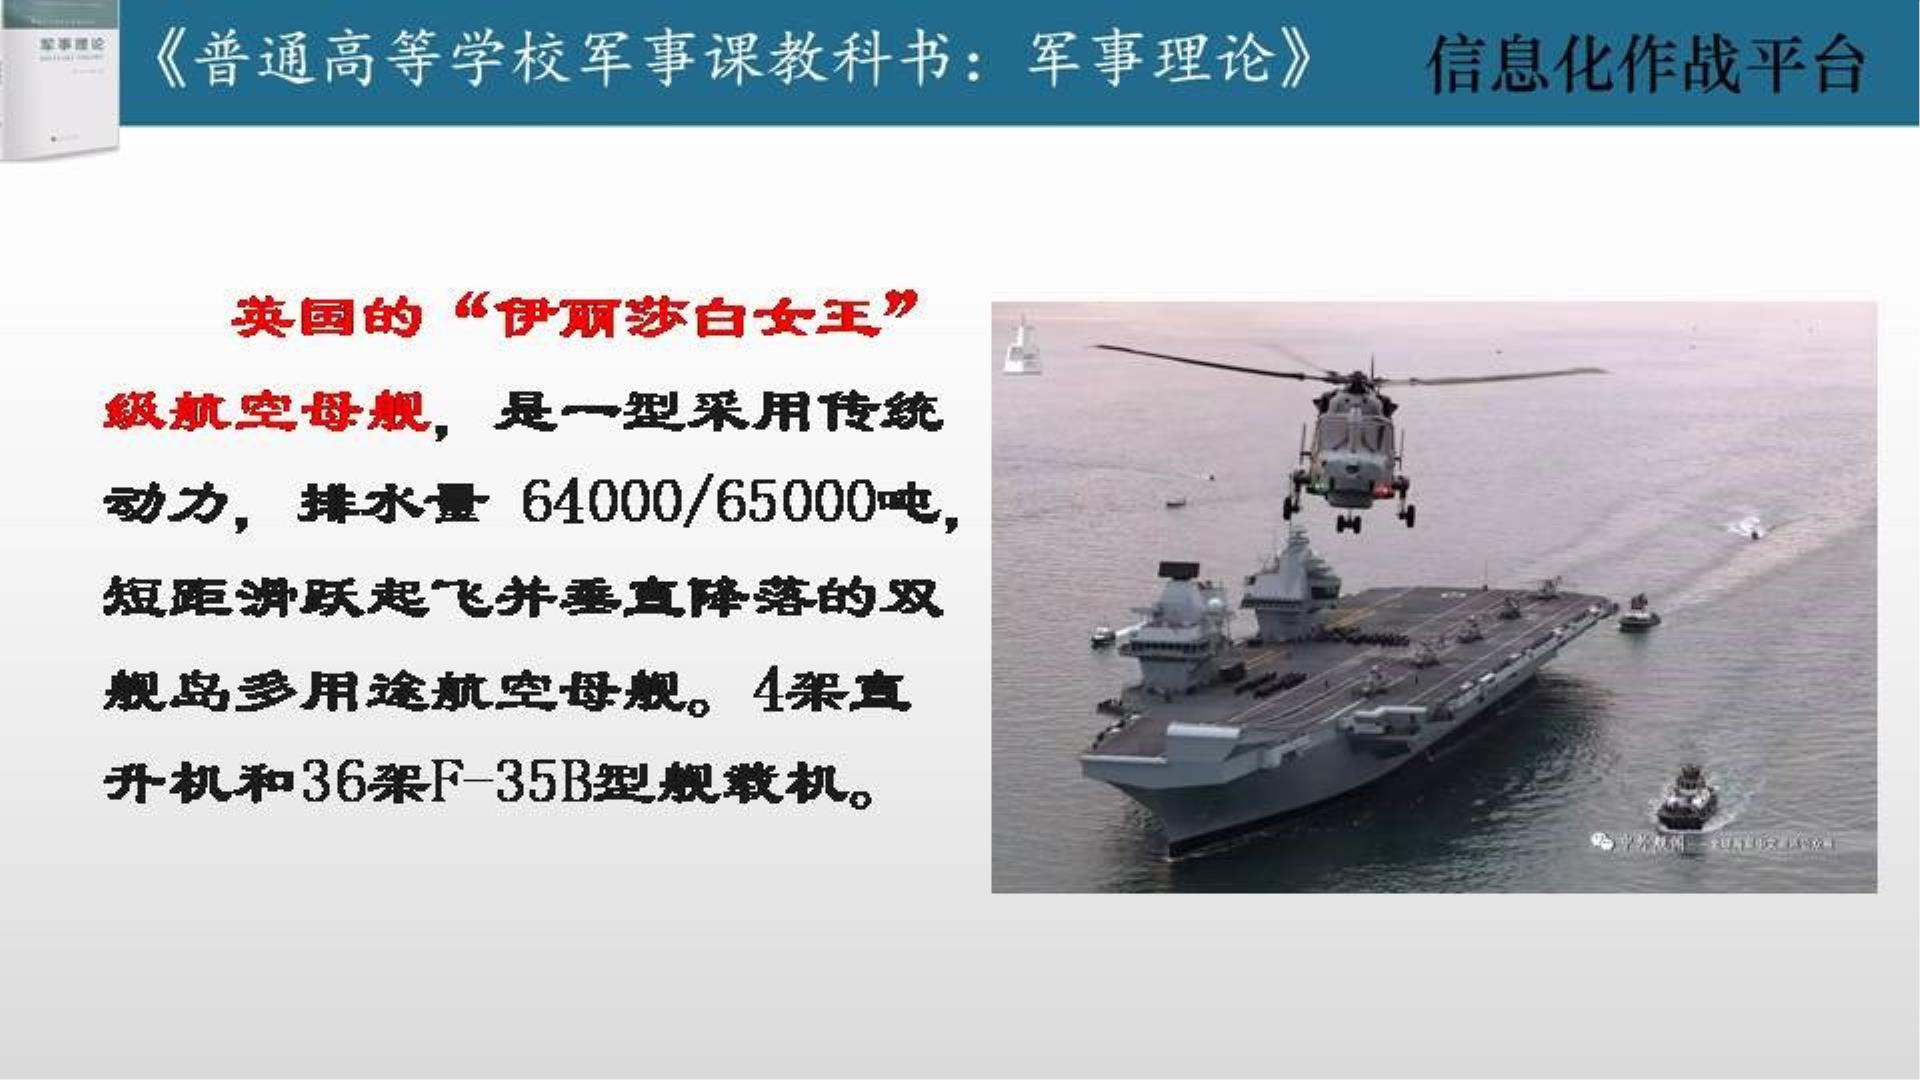 军事理论
《普通高等学校军事课教科书：军事理论》
信息化作战平台
英国的“伊丽莎白女王”
级航空母舰，是一型采用传统
动力，排水量 64000/65000吨，
短距滑跃起飞并垂直降落的双
舰岛多用途航空母舰。4架直
升机和36架F-35B型舰载机。